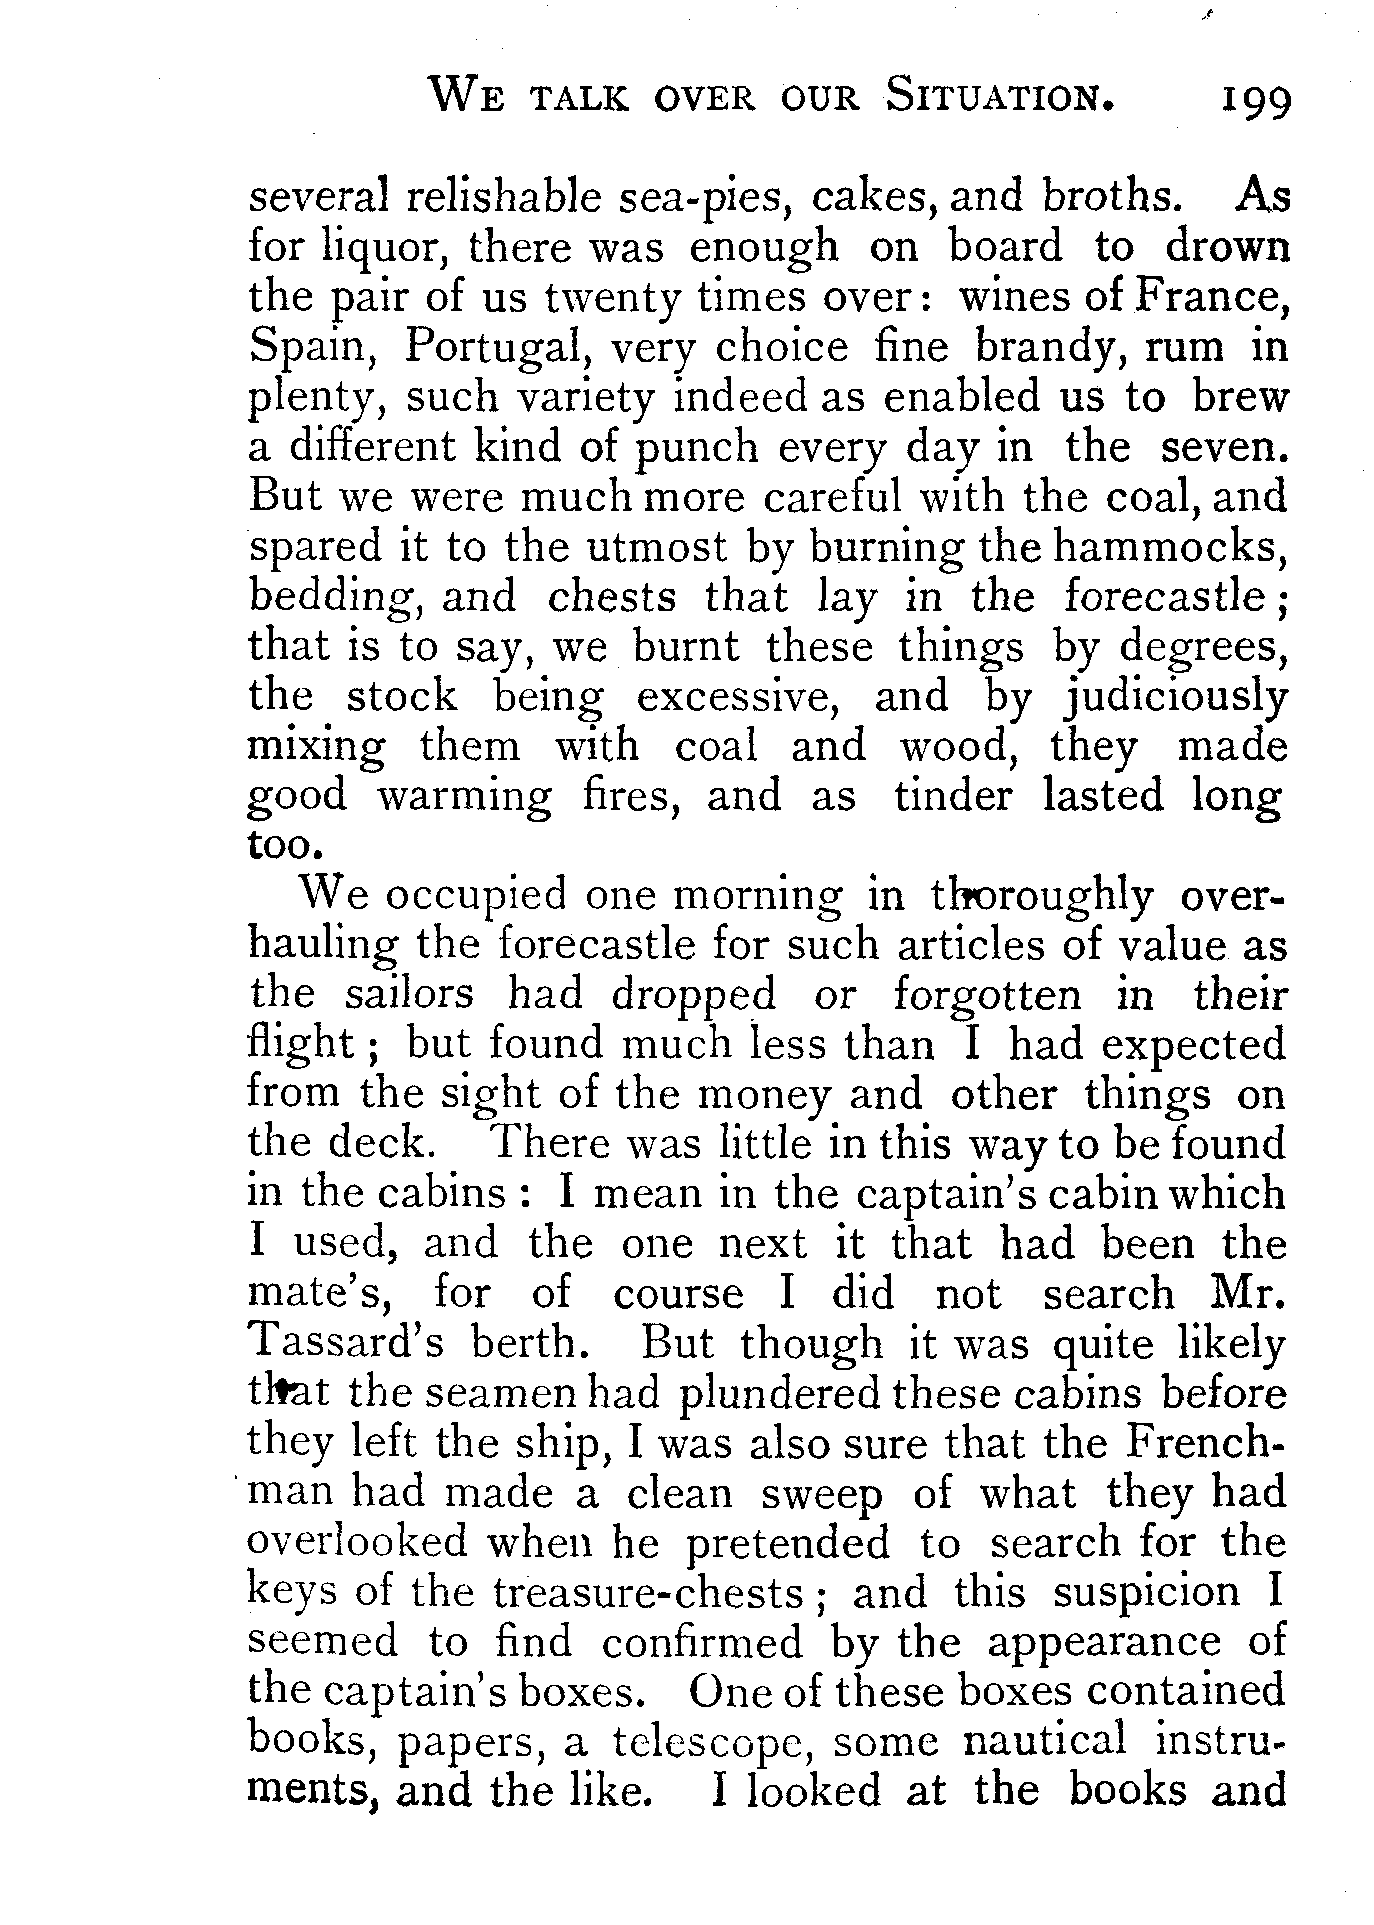 We talk over our Situation. 199
several relishable sea-pies, cakes, and broths. As
for liquor, there was enough on board to drown
the pair of us twenty times over: wines of France,
Spain, Portugal, very choice fine brandy, rum in
plenty, such variety indeed as enabled us to brew
a different kind of punch every day in the seven.
But we were much more careful with the coal, and
spared it to the utmost by burning the hammocks,
bedding, and chests that lay in the forecastle;
that is to say, we burnt these things by degrees,
the stock being excessive, and by judiciously
mixing them with coal and wood, they made
good warming fires, and as tinder lasted long
too.
We occupied one morning in thoroughly over-
hauling the forecastle for such articles of value as
the sailors had dropped or forgotten in their
flight; but found much less than I had expected
from the sight of the money and other things on
the deck. There was little in this way to be found
in the cabins: I mean in the captain's cabin which
I used, and the one next it that had been the
mate's, for of course I did not search Mr.
Tassard's berth. But though it was quite likely
that the seamen had plundered these cabins before
they left the ship, I was also sure that the French-
man had made a clean sweep of what they had
overlooked when he pretended to search for the
keys of the treasure-chests; and this suspicion I
seemed to find confirmed by the appearance of
the captain's boxes. One of these boxes contained
books, papers, a telescope, some nautical instru-
ments, and the like. I looked at the books and